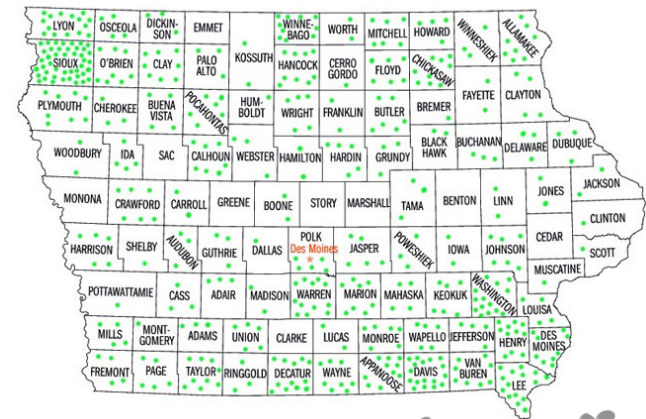 LYON
OSCEOLA
DICKIN-
SON
EMMET
WINNE-
BAGO
WORTH
MITCHELL
HOWARD
WINNESHIEK
ALLAMAKEE
SIOUX
O'BRIEN
CLAY
PALO
ALTO
KOSSUTH
HANCOCK
CERRO
GORDO
FLOYD
CHICKASAW
PLYMOUTH
CHEROKEE
BUENA
VISTA
POCAHONTAS
HUM-
BOLDT
WRIGHT
FRANKLIN
BUTLER
BREMER
FAYETTE
CLAYTON
WOODBURY
IDA
SAC
CALHOUN
WEBSTER
HAMILTON
HARDIN
GRUNDY
BLACK
HAWK
BUCHANAN
DELAWARE
DUBUQUE
MONONA
CRAWFORD
CARROLL
GREENE
BOONE
STORY
MARSHALL
TAMA
BENTON
LINN
JONES
JACKSON
CLINTON
HARRISON
SHELBY
AUDUBON
GUTHRIE
DALLAS
POLK
Des Moines
JASPER
POWESHIEK
IOWA
JOHNSON
CEDAR
SCOTT
MUSCATINE
POTTAWATTAMIE
CASS
ADAIR
MADISON
WARREN
MARION
MAHASKA
KEOKUK
WASHINGTON
LOUISA
MILLS
MONT-
GOMERY
ADAMS
UNION
CLARKE
LUCAS
MONROE
WAPELLO
JEFFERSON
HENRY
DES
MOINES
FREMONT
PAGE
TAYLOR
RINGGOLD
DECATUR
WAYNE
APPANOOSE
DAVIS
VAN
BUREN
LEE